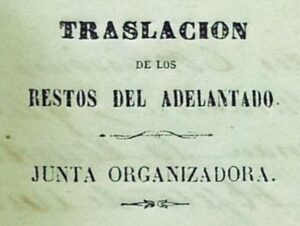 TRASLACION
DE LOS
RESTOS DEL ADELANTADO.
JUNTA ORGANIZADORA.